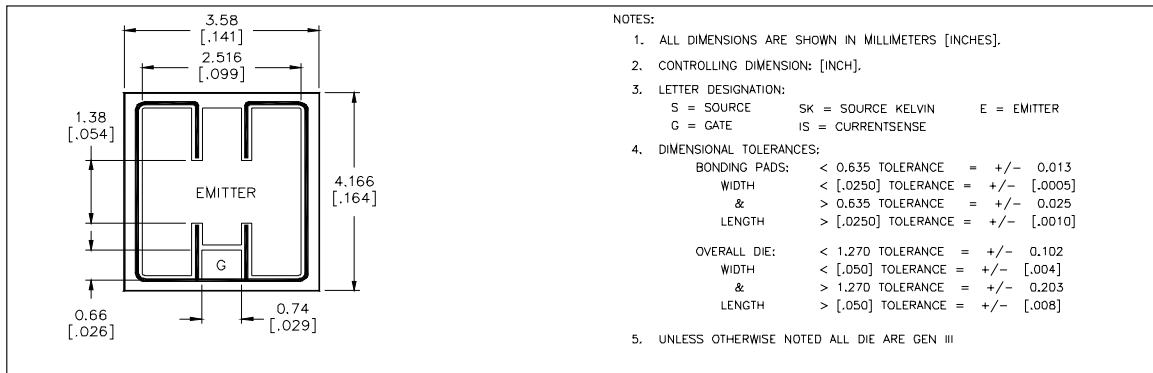 3.58
[.141]
2.516
[.099]
1.38
[.054]
EMITTER
4.166
[.164]
G
0.66
[.026]
0.74
[.029]
NOTES:
1. ALL DIMENSIONS ARE SHOWN IN MILLIMETERS [INCHES].
2. CONTROLLING DIMENSION: [INCH].
3. LETTER DESIGNATION:
S = SOURCE SK = SOURCE KELVIN E = EMITTER
G = GATE IS = CURRENTSENSE
4. DIMENSIONAL TOLERANCES:
BONDING PADS: < 0.635 TOLERANCE = +/- 0.013
WIDTH < [.0250] TOLERANCE = +/- [.0005]
& > 0.635 TOLERANCE = +/- 0.025
LENGTH > [.0250] TOLERANCE = +/- [.0010]
OVERALL DIE: < 1.270 TOLERANCE = +/- 0.102
WIDTH < [.050] TOLERANCE = +/- [.004]
& > 1.270 TOLERANCE = +/- 0.203
LENGTH > [.050] TOLERANCE = +/- [.008]
5. UNLESS OTHERWISE NOTED ALL DIE ARE GEN III